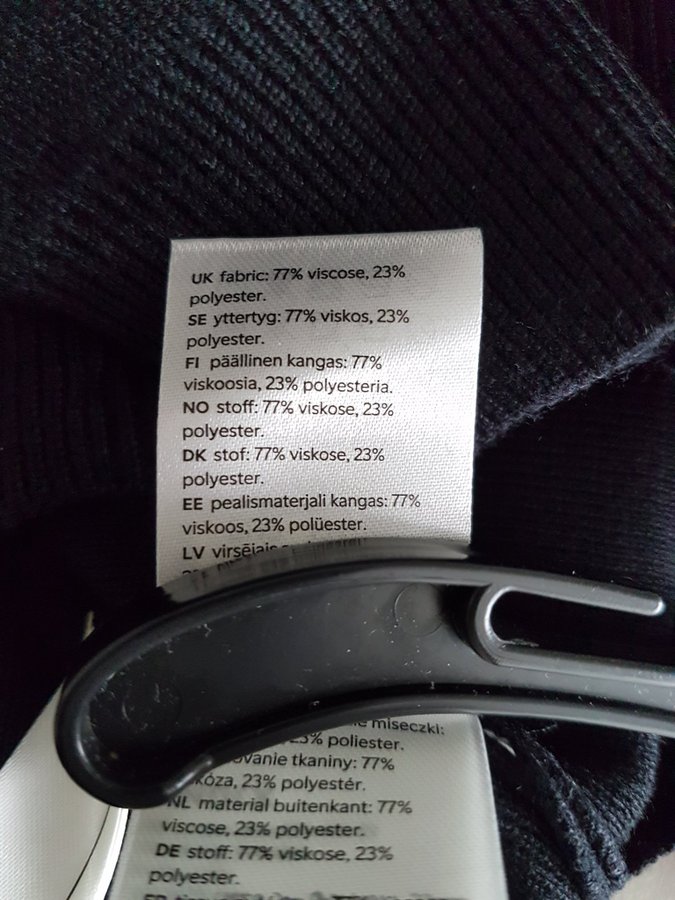 UK fabric: 77% viscose, 23%
polyester.
SE yttertyg: 77% viskos, 23%
polyester.
FI päällinen kangas: 77%
viskoosia, 23% polyesteria.
NO stoff: 77% viskose, 23%
polyester.
DK stof: 77% viskose, 23%
polyester.
EE pealismaterjali kangas: 77%
viskoos, 23% polüester.
LV
miseczki:
23% poliester.
tkaniny: 77%
23% polyestér.
NL material buitenkant: 77%
viscose, 23% polyester.
DE stoff: 77% viskose, 23%
polyester.